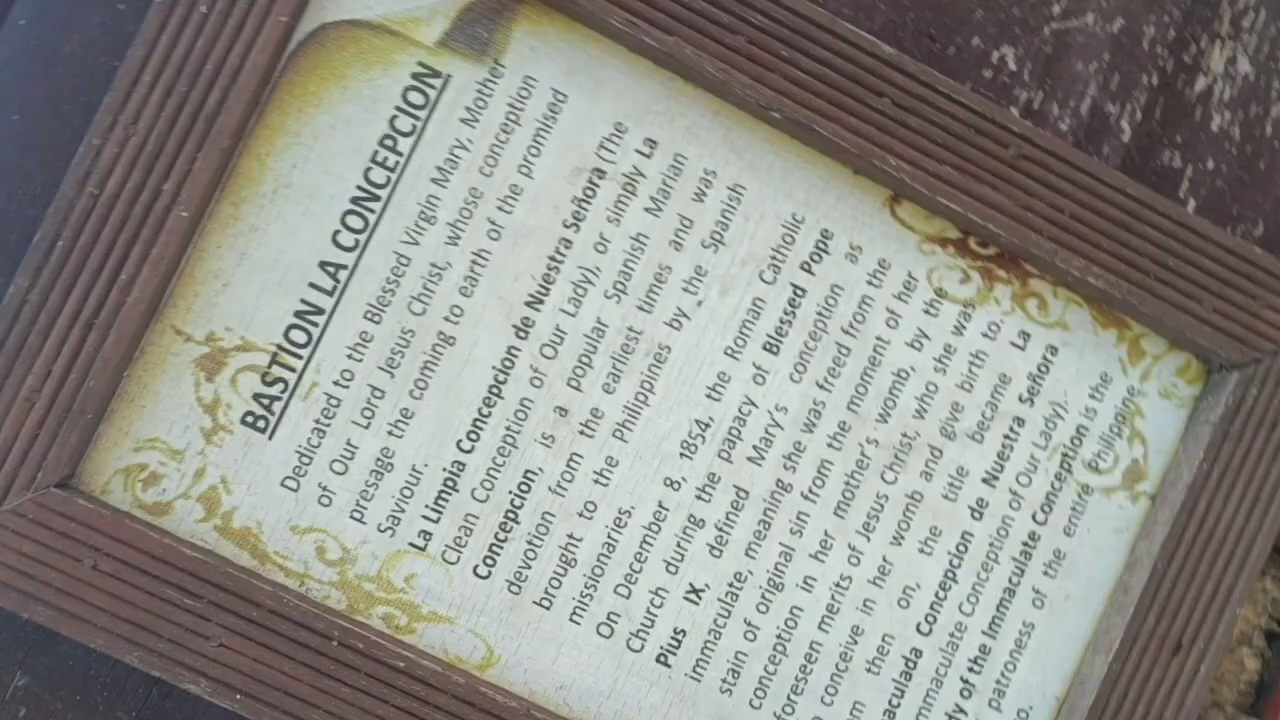 BASTION LA CONCEPCION
Dedicated to the Blessed Virgin Mary, Mother
of Our Lord Jesus Christ, whose conception
presage the coming to earth of the promised
Saviour.
La Limpia Concepcion de Nuéstra Señora (The
Clean Conception of Our Lady), or simply La
Concepcion, is a popular Spanish Marian
devotion from the earliest times and was
brought to the Philippines by the Spanish
missionaries.
On December 8, 1854, the Roman Catholic
Church during the papacy of Blessed Pope
Pius IX, defined Mary's conception as
immaculate, meaning she was freed from the
stain of original sin from the moment of her
conception in her mother's womb, by the
foreseen merits of Jesus Christ, who she was
conceive in her womb and give birth to.
then on, the title became La
Concepcion de Nuestra Señora
Conception of Our Lady).
of the Immaculate Conception is the
patroness of the entire Philippine